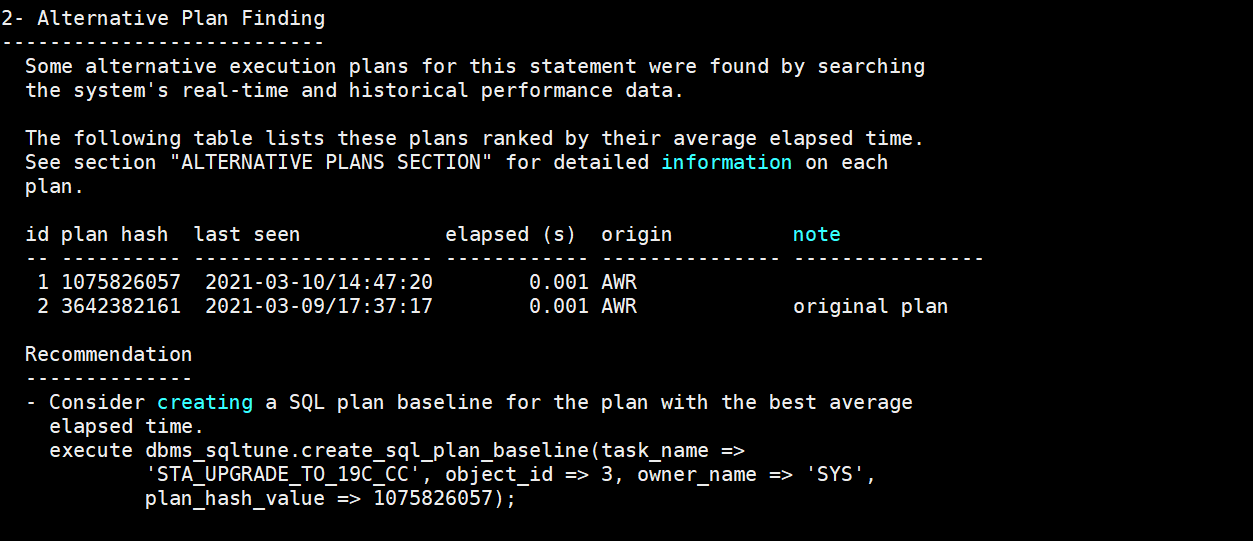 2- Alternative Plan Finding
---------------------------
  Some alternative execution plans for this statement were found by searching
  the system's real-time and historical performance data.

  The following table lists these plans ranked by their average elapsed time.
  See section "ALTERNATIVE PLANS SECTION" for detailed information on each
  plan.

  id plan hash  last seen            elapsed (s)  origin          note
  -- ---------- -------------------- ------------ --------------- ----------------
   1 1075826057  2021-03-10/14:47:20        0.001 AWR
   2 3642382161  2021-03-09/17:37:17        0.001 AWR             original plan

  Recommendation
  --------------
  - Consider creating a SQL plan baseline for the plan with the best average
    elapsed time.
    execute dbms_sqltune.create_sql_plan_baseline(task_name =>
            'STA_UPGRADE_TO_19C_CC', object_id => 3, owner_name => 'SYS',
            plan_hash_value => 1075826057);